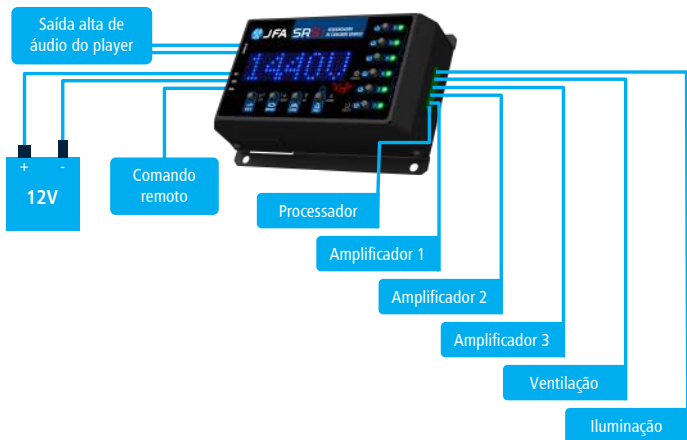 Saída alta de
áudio do player
JFA SRS
14400
+ -
12V
Comando
remoto
Processador
Amplificador 1
Amplificador 2
Amplificador 3
Ventilação
Iluminação